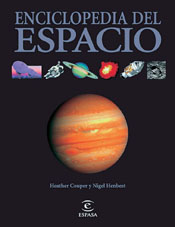 ENCICLOPEDIA DEL
ESPACIO
Heather Couper y Nigel Henbest
e
ESPASA